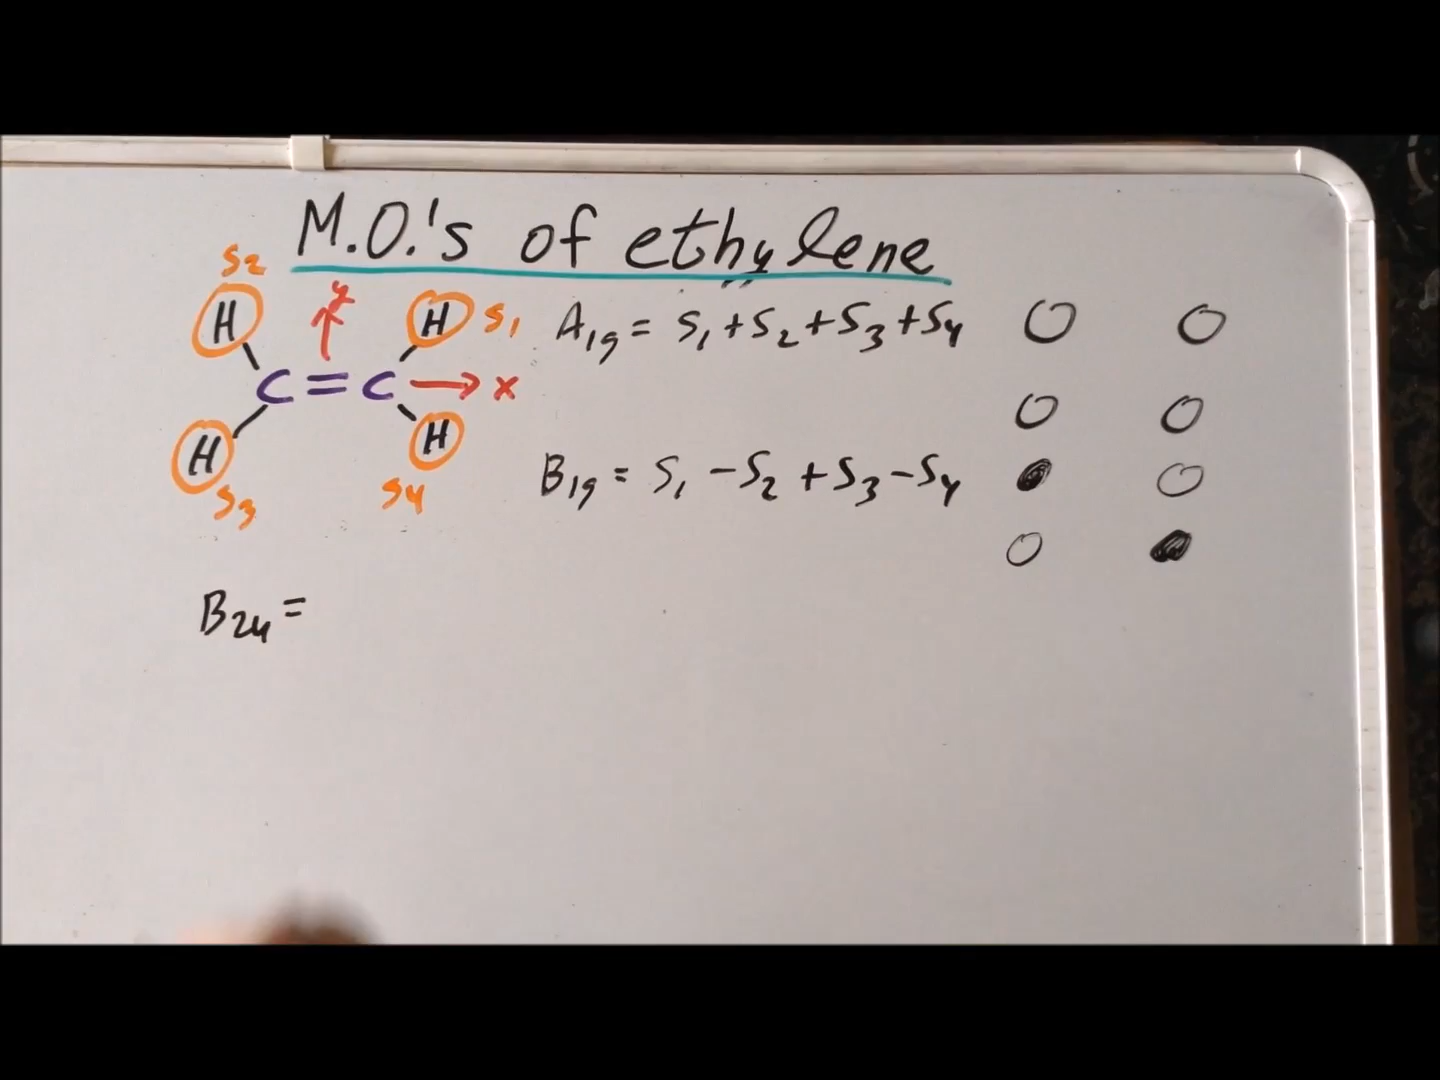 M.O.'s of ethylene
S2
H y H S1
C = C → x
H H
S3 S4
A1g = S1 + S2 + S3 + S4
B1g = S1 - S2 + S3 - S4
B2u =